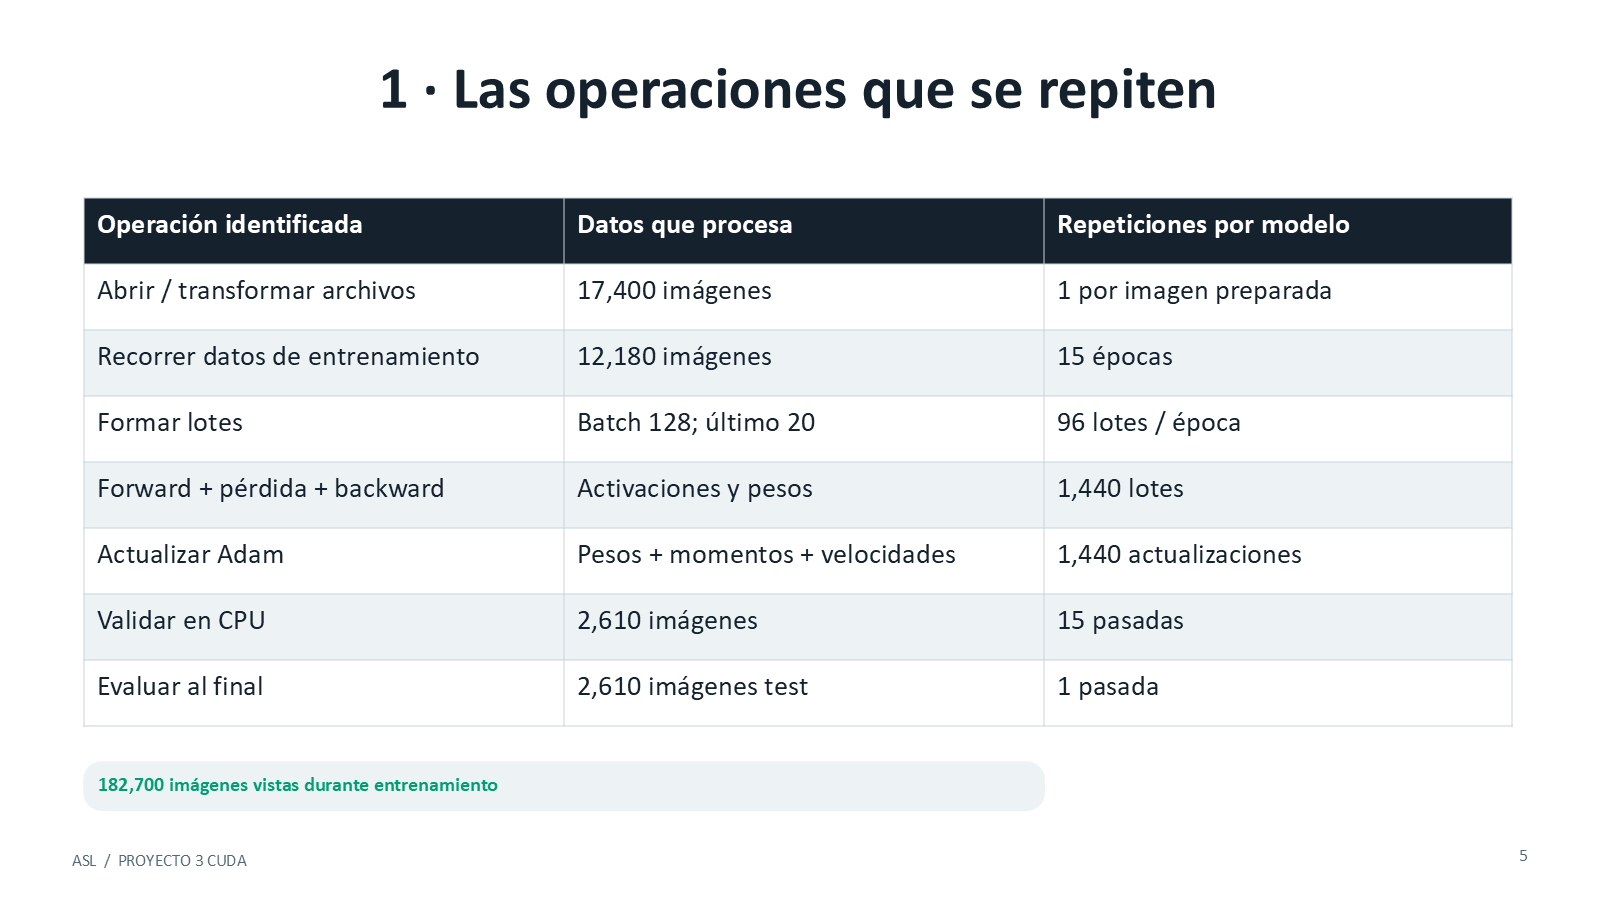 1 · Las operaciones que se repiten
Operación identificada Datos que procesa Repeticiones por modelo
Abrir / transformar archivos 17,400 imágenes 1 por imagen preparada
Recorrer datos de entrenamiento 12,180 imágenes 15 épocas
Formar lotes Batch 128; último 20 96 lotes / época
Forward + pérdida + backward Activaciones y pesos 1,440 lotes
Actualizar Adam Pesos + momentos + velocidades 1,440 actualizaciones
Validar en CPU 2,610 imágenes 15 pasadas
Evaluar al final 2,610 imágenes test 1 pasada
182,700 imágenes vistas durante entrenamiento
ASL / PROYECTO 3 CUDA 5